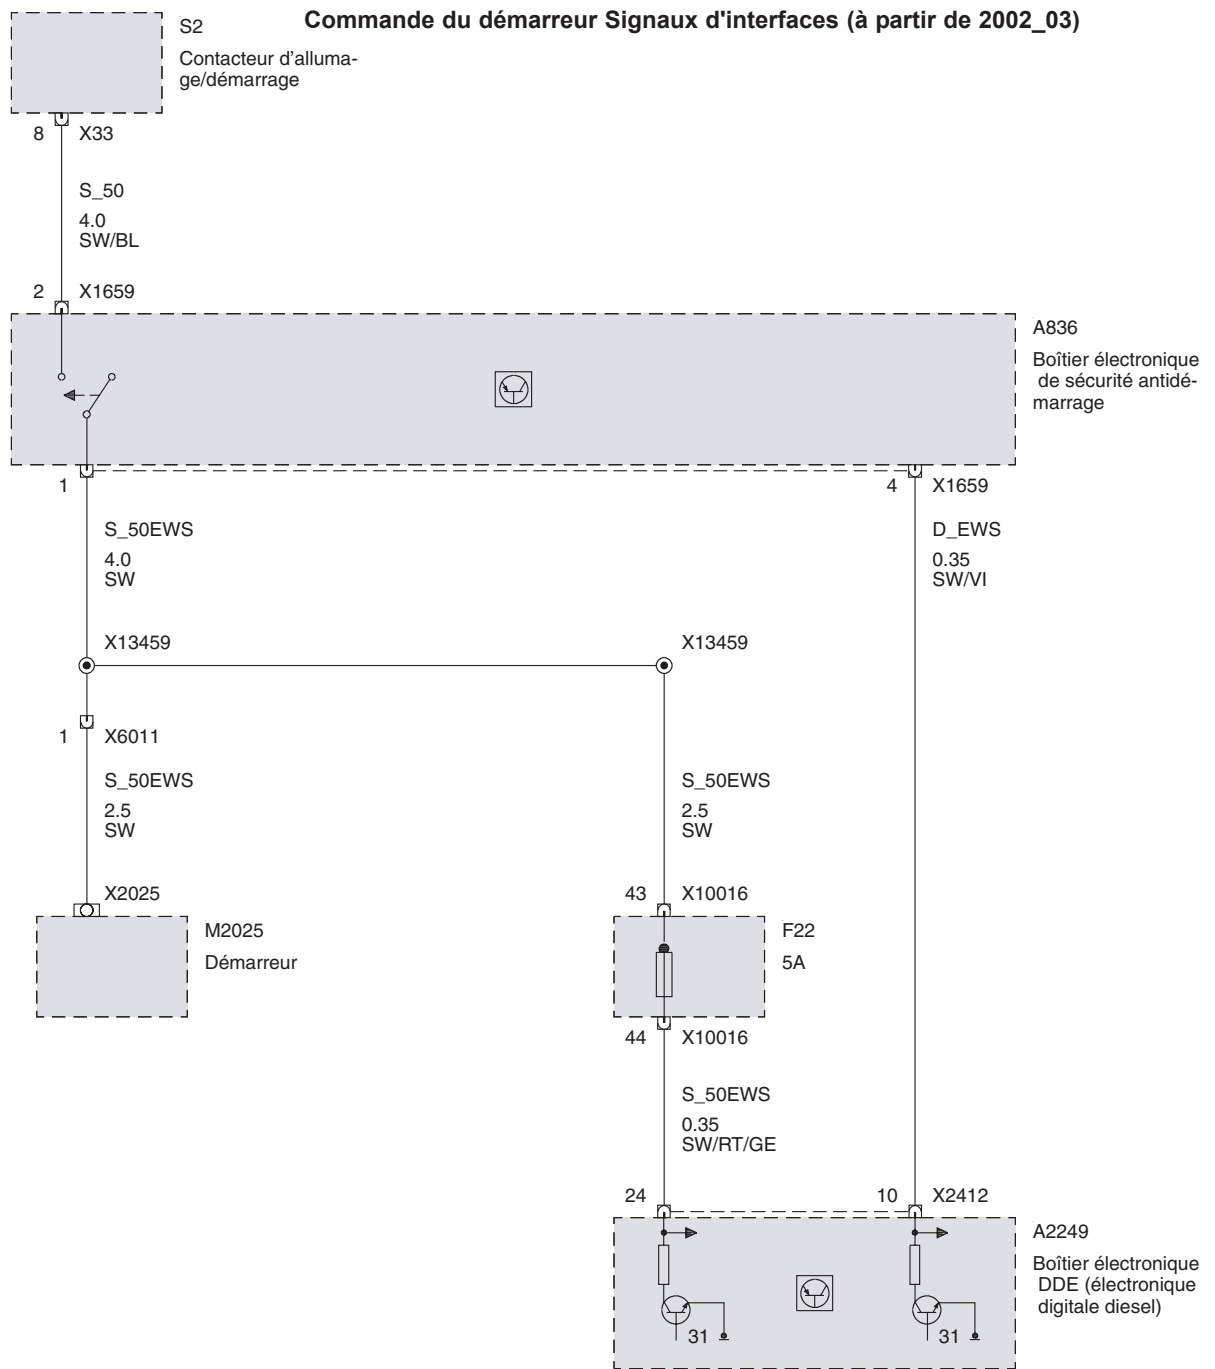 Commande du démarreur Signaux d'interfaces (à partir de 2002_03)
S2
Contacteur d'alluma-
ge/démarrage
8 X33
S_50
4.0
SW/BL
2 X1659
A836
Boîtier électronique
de sécurité antidé-
marrage
1
4 X1659
S_50EWS
4.0
SW
D_EWS
0.35
SW/VI
X13459
X13459
1 X6011
S_50EWS
2.5
SW
S_50EWS
2.5
SW
X2025
43 X10016
M2025
Démarreur
F22
5A
44 X10016
S_50EWS
0.35
SW/RT/GE
24
10 X2412
A2249
Boîtier électronique
DDE (électronique
digitale diesel)
31
31